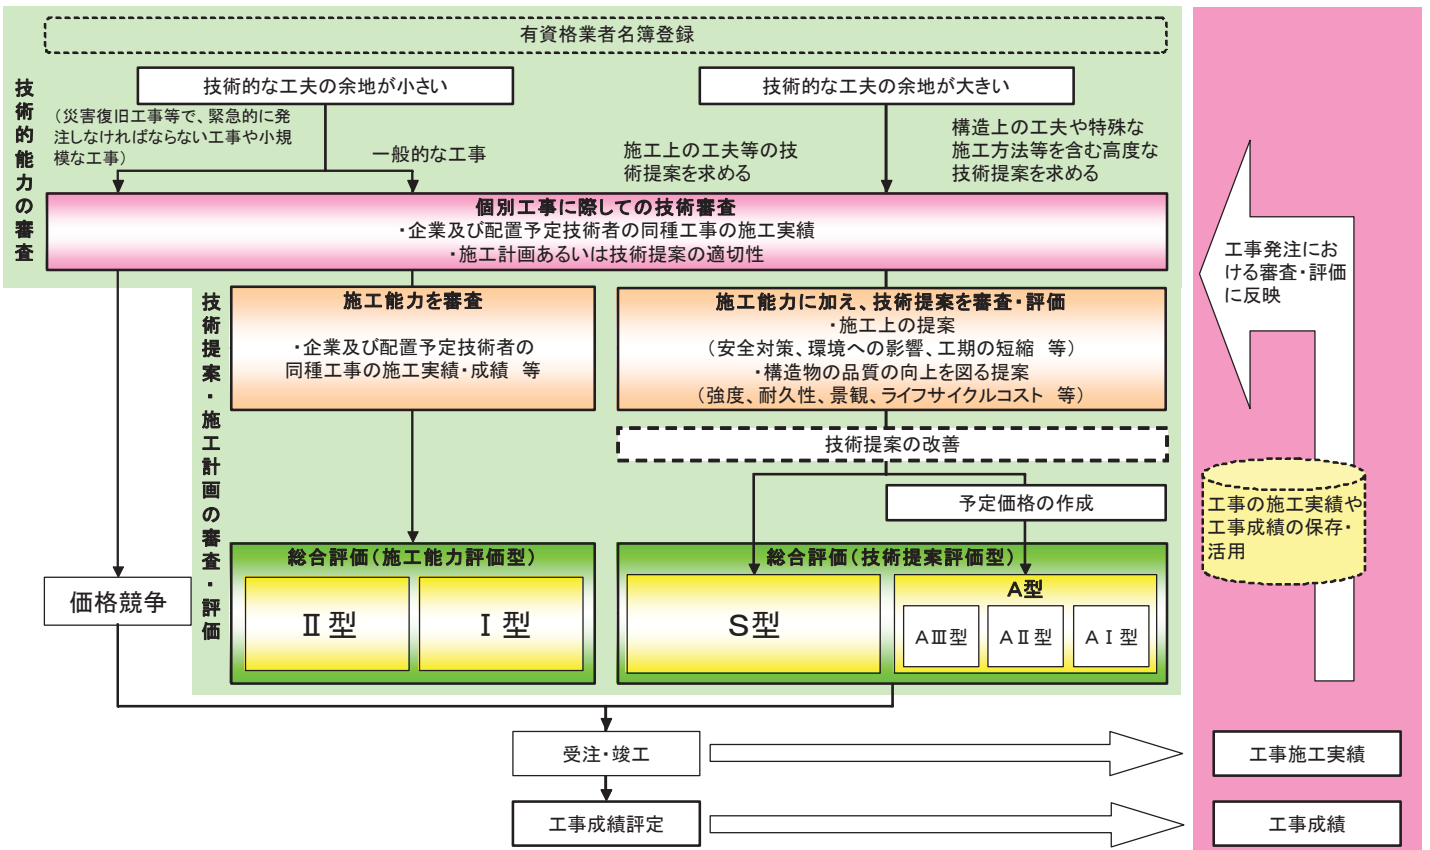 有資格業者名簿登録
技術的能力の審査
技術的な工夫の余地が小さい
技術的な工夫の余地が大きい
（災害復旧工事等で、緊急的に発
注しなければならない工事や小規
模な工事）
一般的な工事
施工上の工夫等の技
術提案を求める
構造上の工夫や特殊な
施工方法等を含む高度な
技術提案を求める
個別工事に際しての技術審査
・企業及び配置予定技術者の同種工事の施工実績
・施工計画あるいは技術提案の適切性
技術提案・施工計画の審査・評価
施工能力を審査
・企業及び配置予定技術者の
同種工事の施工実績・成績 等
施工能力に加え、技術提案を審査・評価
・施工上の提案
（安全対策、環境への影響、工期の短縮 等）
・構造物の品質の向上を図る提案
（強度、耐久性、景観、ライフサイクルコスト 等）
技術提案の改善
予定価格の作成
総合評価（施工能力評価型）
Ⅱ型
Ⅰ型
総合評価（技術提案評価型）
S型
A型
AⅢ型
AⅡ型
AⅠ型
価格競争
受注・竣工
工事成績評定
工事発注にお
ける審査・評価
に反映
工事の施工実績や
工事成績の保存・
活用
工事施工実績
工事成績